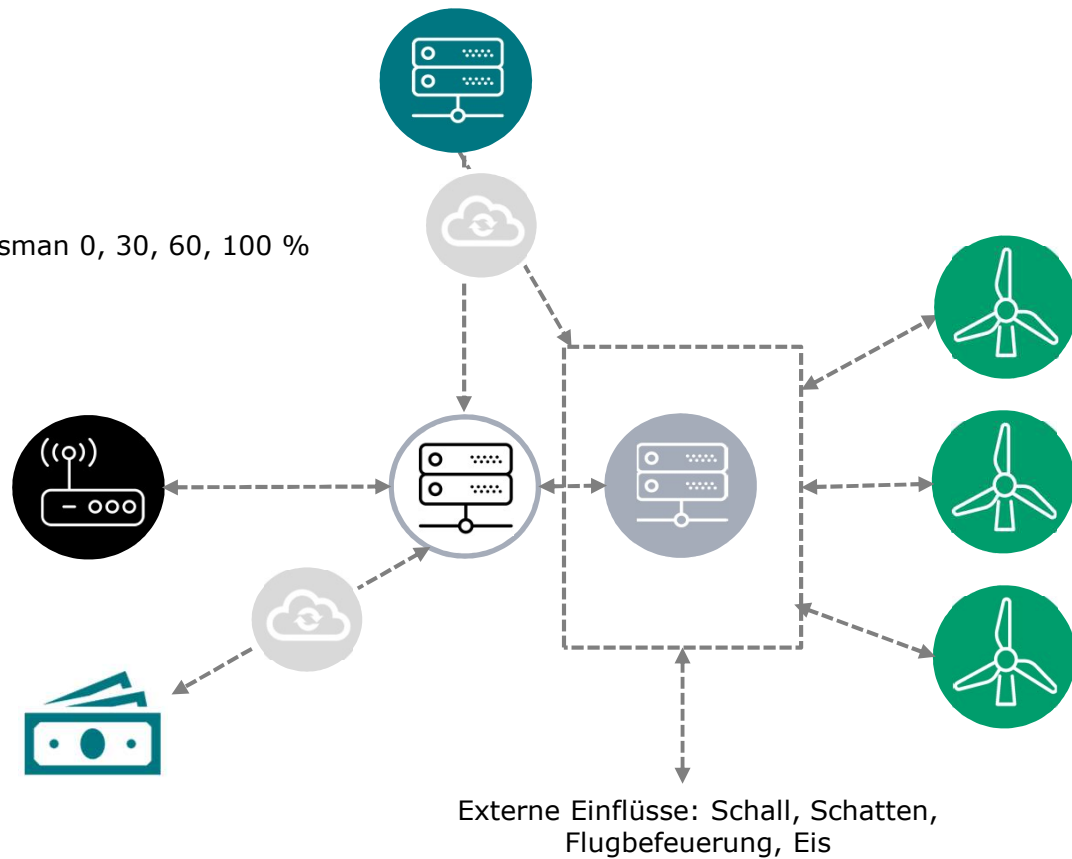 sman 0, 30, 60, 100 %
Externe Einflüsse: Schall, Schatten,
Flugbefeuerung, Eis